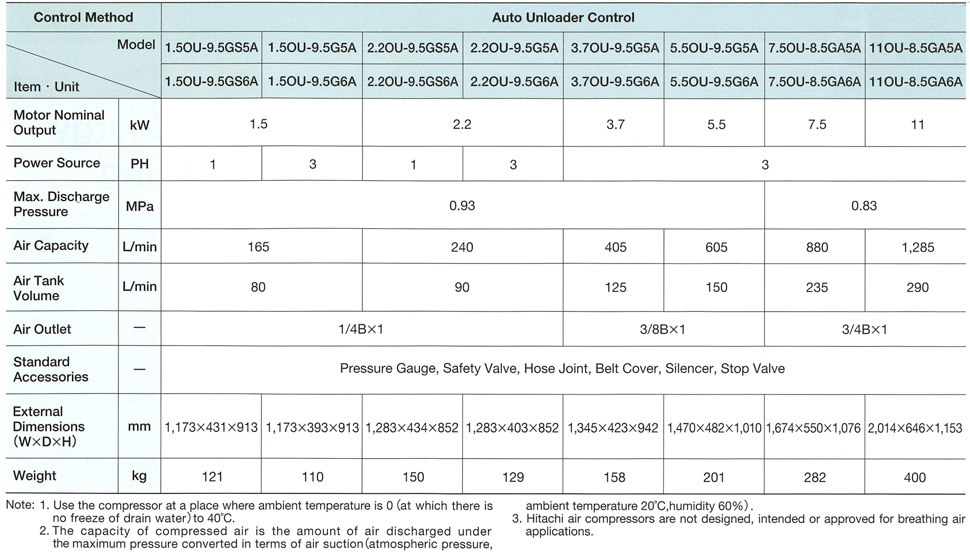 Control Method Auto Unloader Control
Model 1.5OU-9.5GS5A 1.5OU-9.5G5A 2.2OU-9.5GS5A 2.2OU-9.5G5A 3.7OU-9.5G5A 5.5OU-9.5G5A 7.5OU-8.5GA5A 11OU-8.5GA5A
Item · Unit 1.5OU-9.5GS6A 1.5OU-9.5G6A 2.2OU-9.5GS6A 2.2OU-9.5G6A 3.7OU-9.5G6A 5.5OU-9.5G6A 7.5OU-8.5GA6A 11OU-8.5GA6A
Motor Nominal
Output kW 1.5 2.2 3.7 5.5 7.5 11
Power Source PH 1 3 1 3 3
Max. Discharge
Pressure MPa 0.93 0.83
Air Capacity L/min 165 240 405 605 880 1,285
Air Tank
Volume L/min 80 90 125 150 235 290
Air Outlet — 1/4B×1 3/8B×1 3/4B×1
Standard
Accessories — Pressure Gauge, Safety Valve, Hose Joint, Belt Cover, Silencer, Stop Valve
External
Dimensions mm 1,173×431×913 1,173×393×913 1,283×434×852 1,283×403×852 1,345×423×942 1,470×482×1,010 1,674×550×1,076 2,014×646×1,153
(W×D×H)
Weight kg 121 110 150 129 158 201 282 400
Note: 1. Use the compressor at a place where ambient temperature is 0 (at which there is
no freeze of drain water) to 40℃.
2. The capacity of compressed air is the amount of air discharged under
the maximum pressure converted in terms of air suction (atmospheric pressure,
ambient temperature 20℃,humidity 60%).
3. Hitachi air compressors are not designed, intended or approved for breathing air
applications.